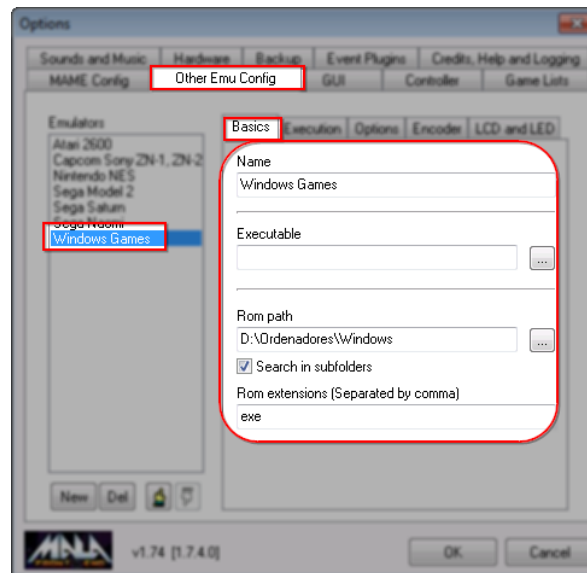 Options
Sounds and Music Hardware Backup Event Plugins Credits, Help and Logging
MAME Config Other Emu Config GUI Controller Game Lists
Emulators
Atari 2600
Capcom Sony ZN-1, ZN-2
Nintendo NES
Sega Model 2
Sega Saturn
Sega Naomi
Windows Games
Basics Execution Options Encoder LCD and LED
Name
Windows Games
Executable
...
Rom path
D:\Ordenadores\Windows
...
Search in subfolders
Rom extensions (Separated by comma)
exe
New Del
MALA
v1.74 [1.7.4.0]
OK Cancel